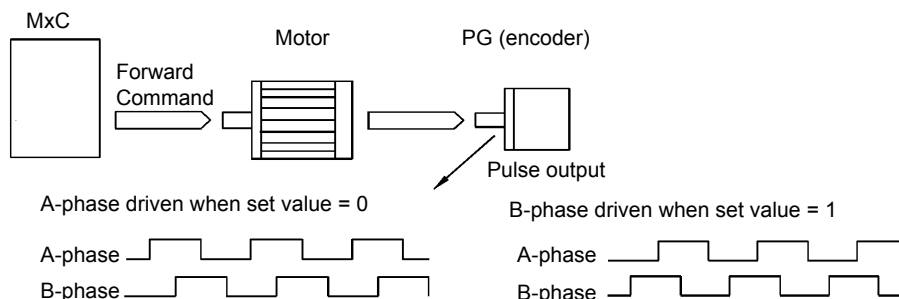 MxC
Motor
PG (encoder)
Forward
Command
Pulse output
A-phase driven when set value = 0
B-phase driven when set value = 1
A-phase
B-phase
A-phase
B-phase